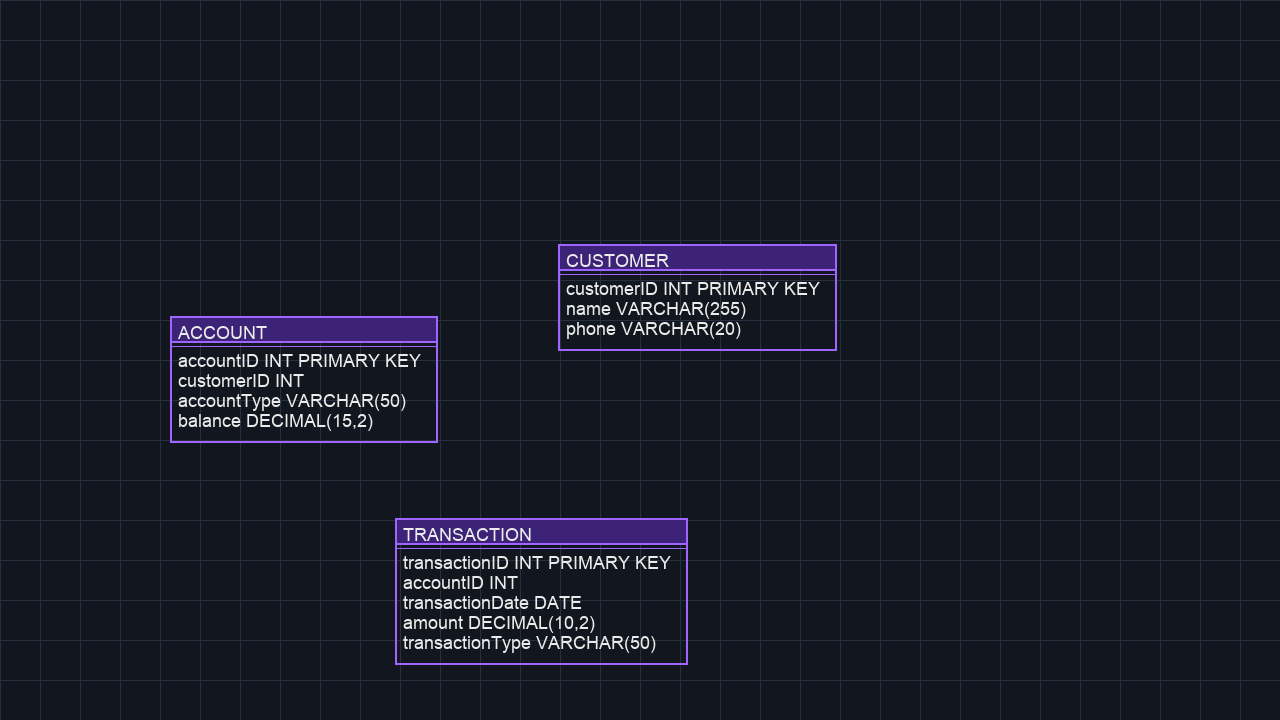 CUSTOMER
customerID INT PRIMARY KEY
name VARCHAR(255)
phone VARCHAR(20)
ACCOUNT
accountID INT PRIMARY KEY
customerID INT
accountType VARCHAR(50)
balance DECIMAL(15,2)
TRANSACTION
transactionID INT PRIMARY KEY
accountID INT
transactionDate DATE
amount DECIMAL(10,2)
transactionType VARCHAR(50)